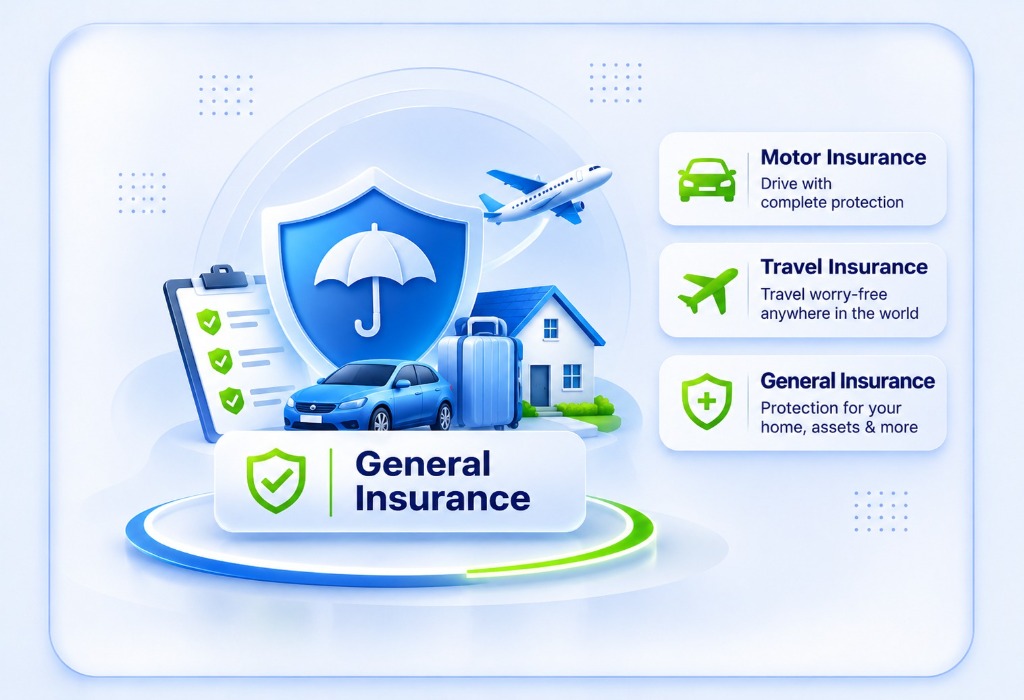 General
Insurance
Motor Insurance
Drive with
complete protection
Travel Insurance
Travel worry-free
anywhere in the world
General Insurance
Protection for your
home, assets & more